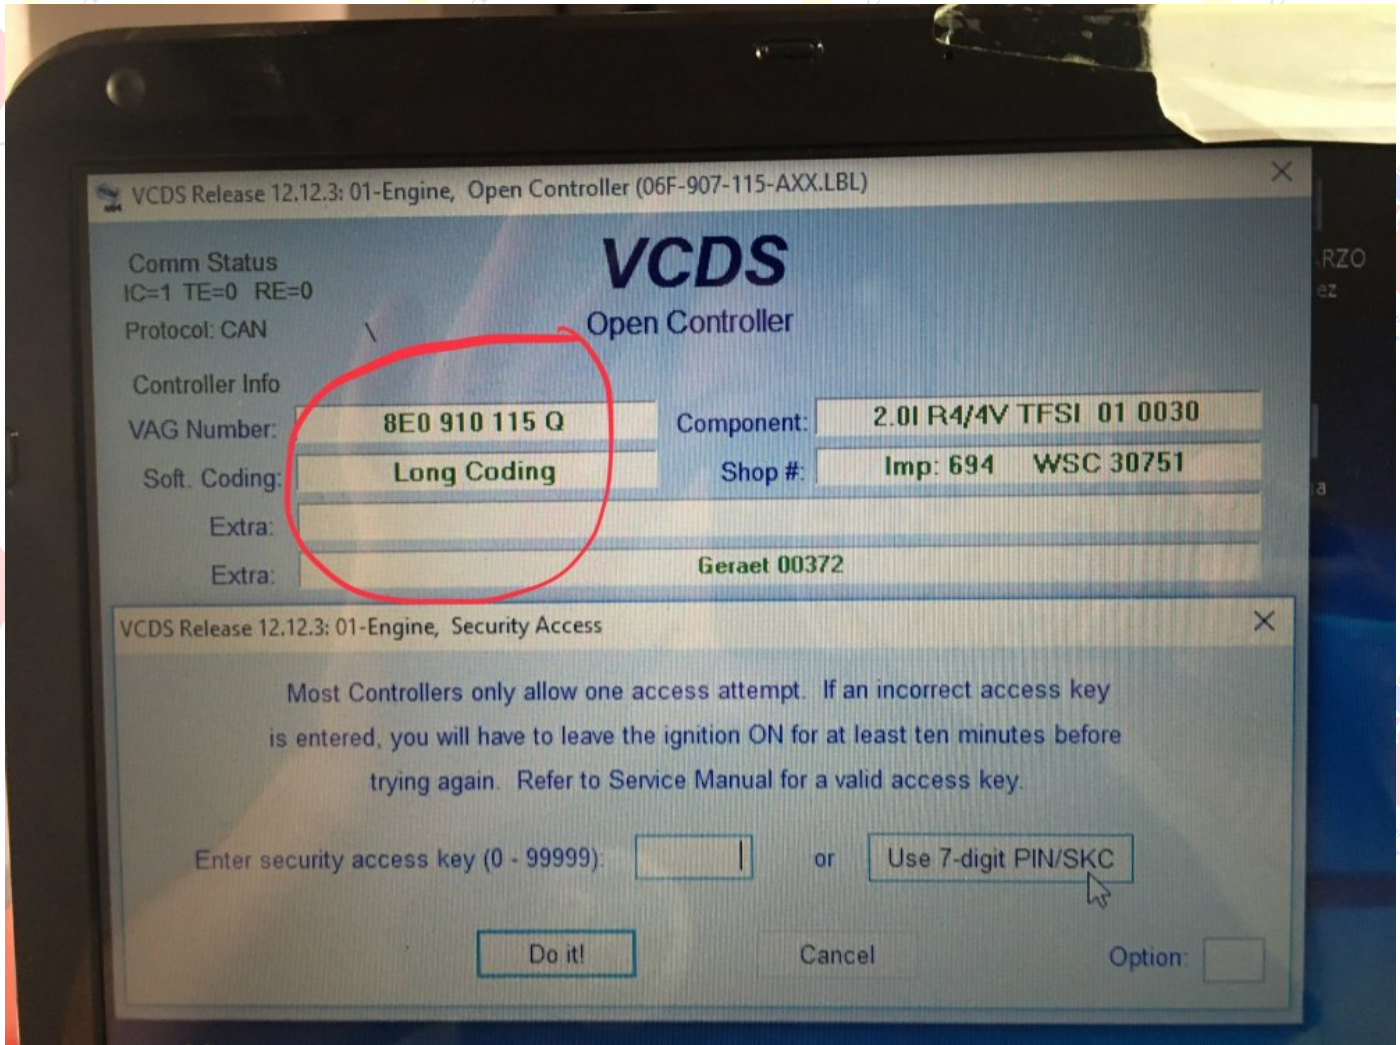 VCDS Release 12.12.3: 01-Engine, Open Controller (06F-907-115-AXX.LBL)
Comm Status
IC=1 TE=0 RE=0
Protocol: CAN \
VCDS
Open Controller
Controller Info
VAG Number: 8E0 910 115 Q Component: 2.0l R4/4V TFSI 01 0030
Soft. Coding: Long Coding Shop #: Imp: 694 WSC 30751
Extra:
Extra: Geraet 00372
VCDS Release 12.12.3: 01-Engine, Security Access
Most Controllers only allow one access attempt. If an incorrect access key
is entered, you will have to leave the ignition ON for at least ten minutes before
trying again. Refer to Service Manual for a valid access key.
Enter security access key (0 - 99999): or Use 7-digit PIN/SKC
Do it! Cancel Option:
RZO
ez
a